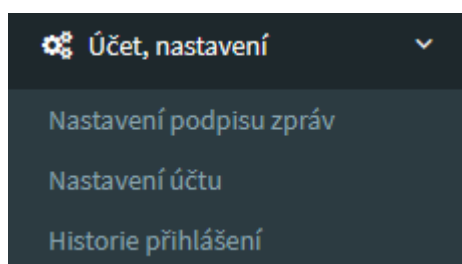 Účet, nastavení
Nastavení podpisu zpráv
Nastavení účtu
Historie přihlášení